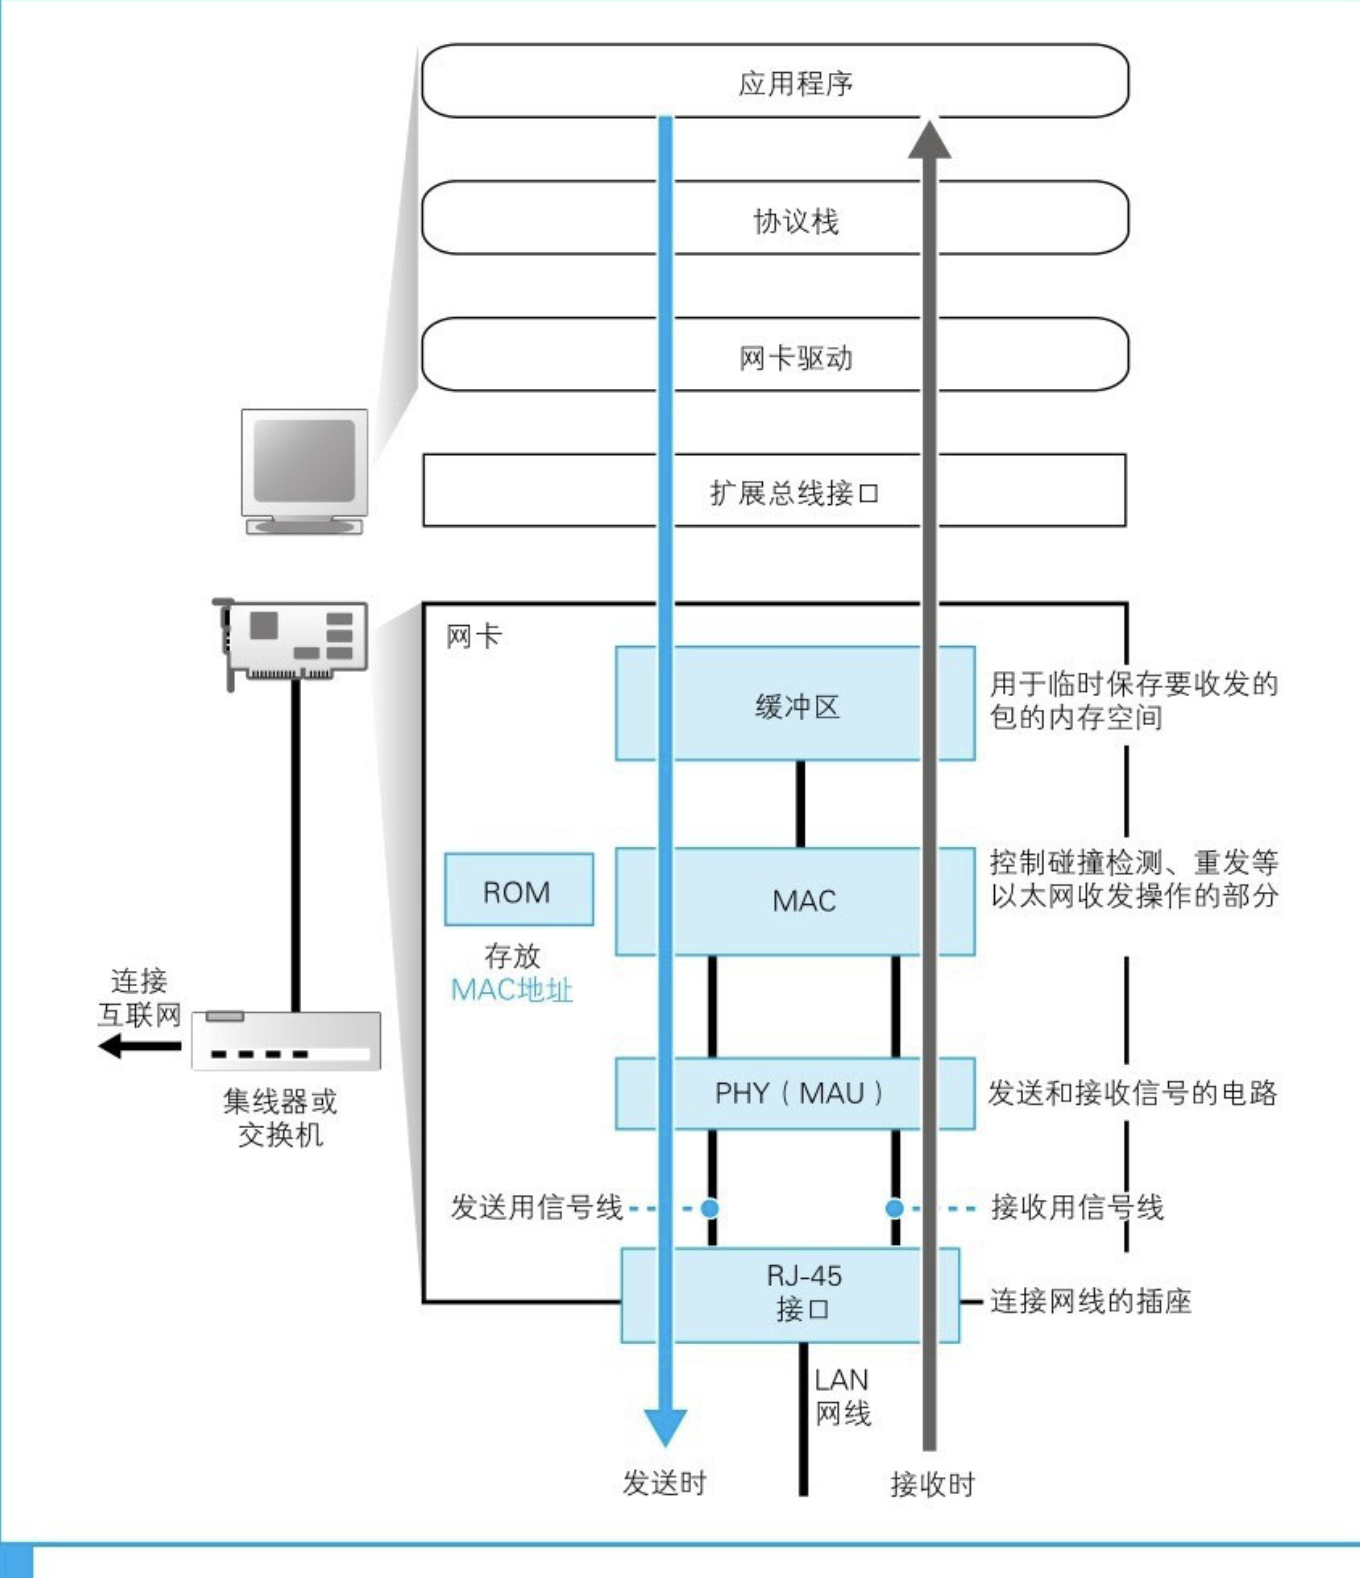 应用程序
协议栈
网卡驱动
扩展总线接口
网卡
缓冲区
用于临时保存要收发的
包的内存空间
ROM
存放
MAC地址
MAC
控制碰撞检测、重发等
以太网收发操作的部分
连接
互联网
集线器或
交换机
PHY（MAU）
发送和接收信号的电路
发送用信号线
接收用信号线
RJ-45
接口
连接网线的插座
LAN
网线
发送时
接收时